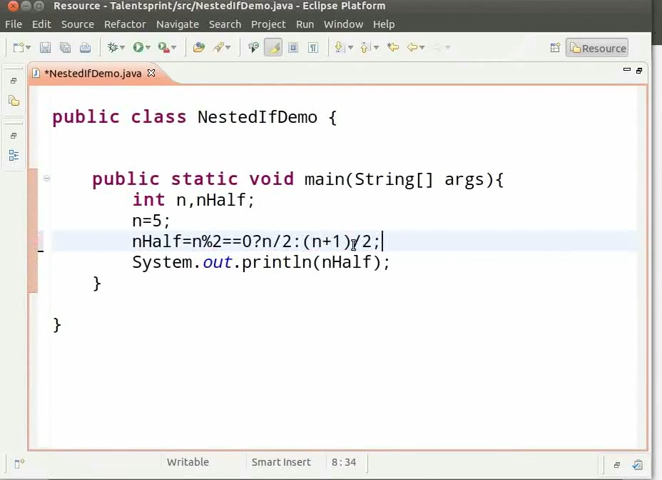 Resource - Talentsprint/src/NestedIfDemo.java - Eclipse Platform
File Edit Source Refactor Navigate Search Project Run Window Help
Resource
*NestedIfDemo.java
public class NestedIfDemo {
public static void main(String[] args){
int n,nHalf;
n=5;
nHalf=n%2==0?n/2:(n+1)/2;
System.out.println(nHalf);
}
}
Writable Smart Insert 8:34